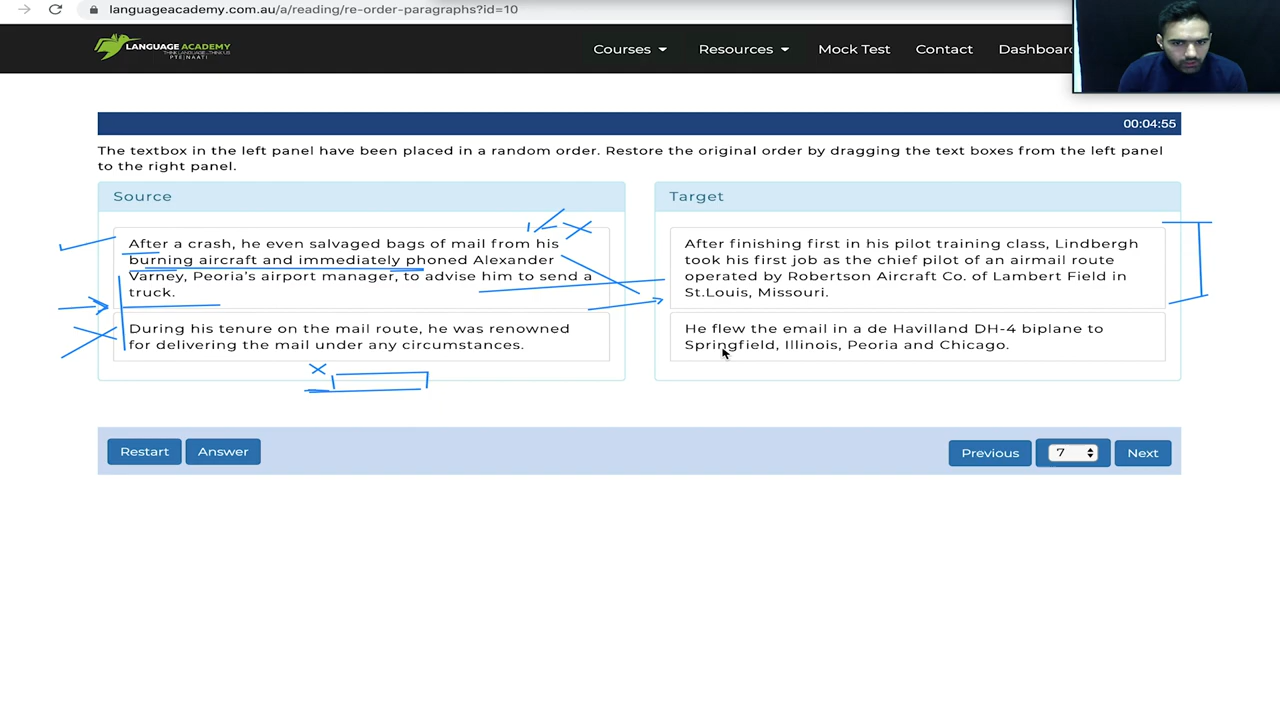 languageacademy.com.au/a/reading/re-order-paragraphs?id=10
LANGUAGE ACADEMY
THINK LANGUAGE - THINK US
PTE|NAATI
Courses
Resources
Mock Test
Contact
Dashboard
00:04:55
The textbox in the left panel have been placed in a random order. Restore the original order by dragging the text boxes from the left panel
to the right panel.
Source
After a crash, he even salvaged bags of mail from his
burning aircraft and immediately phoned Alexander
Varney, Peoria's airport manager, to advise him to send a
truck.
During his tenure on the mail route, he was renowned
for delivering the mail under any circumstances.
Target
After finishing first in his pilot training class, Lindbergh
took his first job as the chief pilot of an airmail route
operated by Robertson Aircraft Co. of Lambert Field in
St.Louis, Missouri.
He flew the email in a de Havilland DH-4 biplane to
Springfield, Illinois, Peoria and Chicago.
Restart
Answer
Previous
7
Next